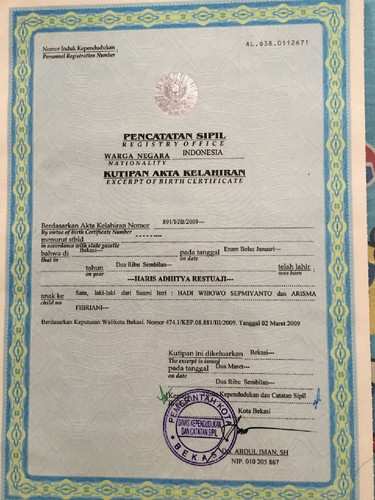 Nomor Induk Kependudukan
Personnel Registration Number
AL.638.0112671
PENCATATAN SIPIL
REGISTRY OFFICE
WARGA NEGARA INDONESIA
NATIONALITY
KUTIPAN AKTA KELAHIRAN
EXCERPT OF BIRTH CERTIFICATE
Berdasarkan Akta Kelahiran Nomor 891/I/JB/2009---
By virtue of Birth Certificate Number
menurut stbld --------
in accordance with state gazette
bahwa di Bekasi--- pada tanggal Enam Belas Januari---
that in on date
tahun Dua Ribu Sembilan--- telah lahir
on year was born
---HARIS ADHITYA RESTUAJI---
anak ke Satu, laki-laki dari Suami Istri : HADI WIBOWO SEPMIYANTO dan ARISMA
child no
FIBRIANI---
Berdasarkan Keputusan Walikota Bekasi. Nomor 474.1/KEP.08.881/III/2009. Tanggal 02 Maret 2009
Kutipan ini dikeluarkan Bekasi---
The excerpt is issued
pada tanggal Dua Maret---
on date
Dua Ribu Sembilan---
Kependudukan dan Catatan Sipil
Kota Bekasi
PEMERINTAH KOTA
DINAS KEPENDUDUKAN
DAN CATATAN SIPIL
BEKASI
ABDUL IMAN, SH
NIP. 010 203 867